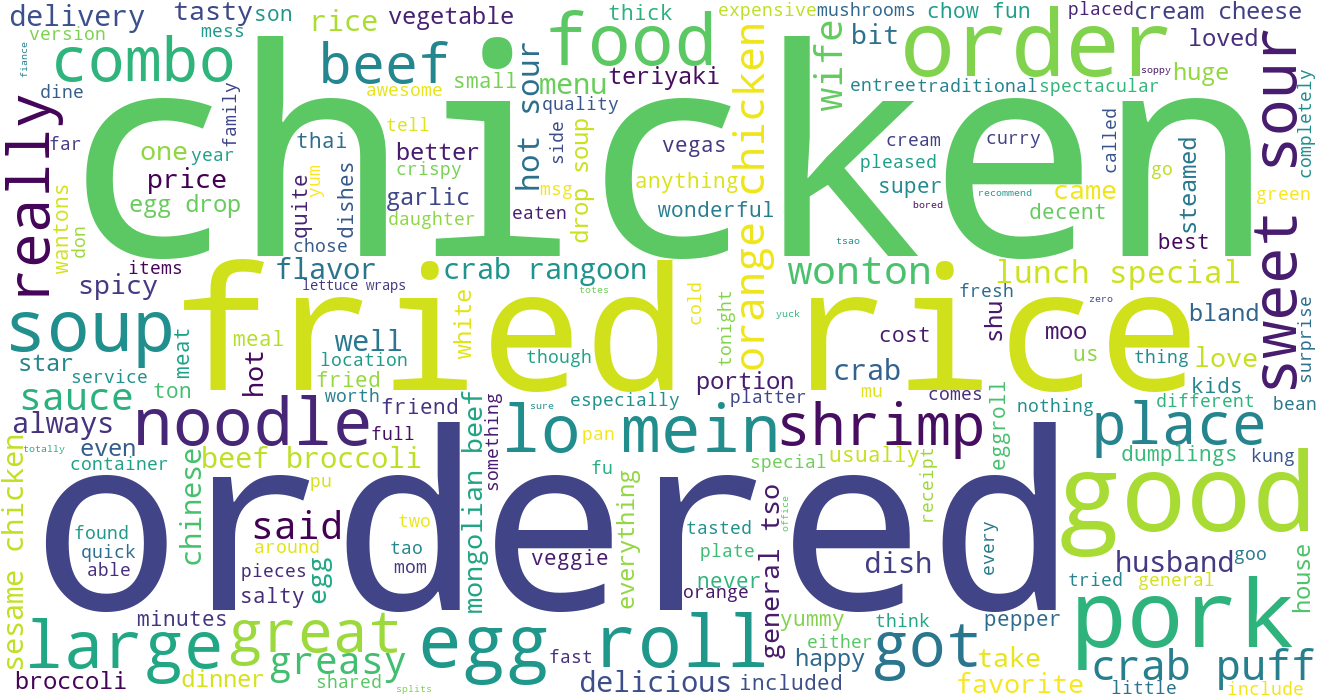 delivery
tasty
son
rice
vegetable
thick
expensive
mushrooms
chow fun
placed
cream cheese
version
mess
fiance
combo
beef
food
order
bit
loved
small
menu
teriyaki
wife
soppy
huge
dine
awesome
hot sour
quality
entree
traditional
spectacular
really
chicken
sweet sour
completely
far
family
thai
tell
side
vegas
orange chicken
cream
curry
called
steamed
one
year
better
crispy
drop soup
pleased
go
price
yum
dishes
garlic
msg
anything
super
recommend
came
green
egg drop
quite
daughter
eaten
wonderful
bored
decent
wantons
don
chose
tsao
best
items
flavor
crab rangoon
wonton
lunch special
spicy
lettuce wraps
totes
cold
fresh
zero
shu
soup
fried rice
white
yuck
tonight
cost
moo
bland
surprise
star
meat
meal
well
location
though
crab
us
thing
love
service
hot
fried
portion
kids
sauce
ton
worth
platter
mu
comes
different
bean
always
noodle
friend
sure
especially
lo mein
shrimp
nothing
place
even
full
something
pan
eggroll
totally
container
chinese
beef broccoli
mongolian beef
fu
special
usually
dumplings
kung
sesame chicken
pu
everything
receipt
good
ordered
said
two
general tso
office
found
around
tao
veggie
tasted
every
quick
able
pieces
mom
plate
dish
husband
goo
egg
never
house
salty
orange
tried
general
pork
large
minutes
great
egg roll
yummy
think
got
pepper
either
greasy
fast
happy
take
crab puff
broccoli
dinner
shared
splits
delicious
included
favorite
little
include